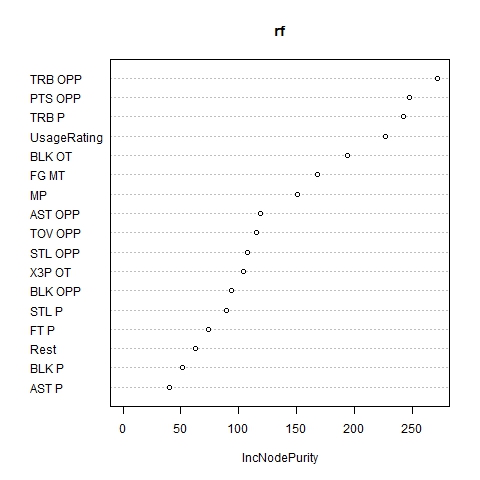 rf
TRB OPP
PTS OPP
TRB P
UsageRating
BLK OT
FG MT
MP
AST OPP
TOV OPP
STL OPP
X3P OT
BLK OPP
STL P
FT P
Rest
BLK P
AST P
0 50 100 150 200 250
IncNodePurity